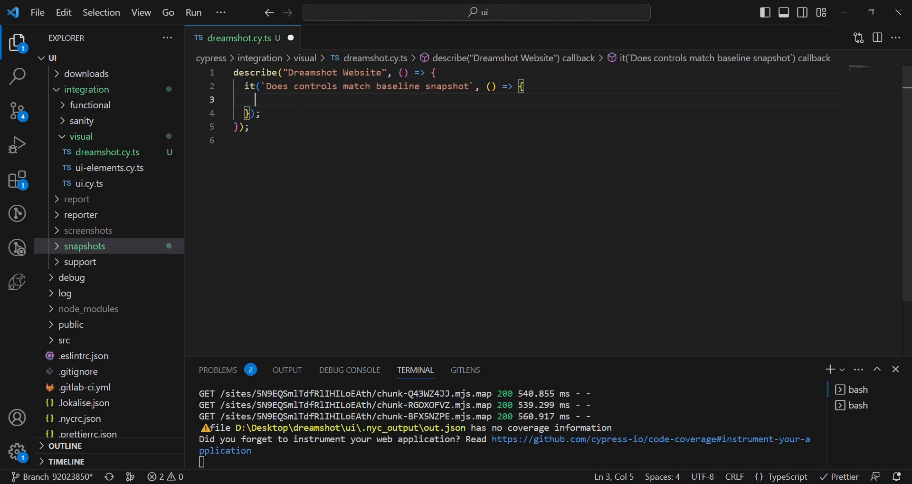 File Edit Selection View Go Run ··· ui
EXPLORER ···
dreamshot.cy.ts U
cypress > integration > visual > TS dreamshot.cy.ts > describe("Dreamshot Website") callback > it(`Does controls match baseline snapshot`) callback
UI
downloads
integration
functional
sanity
visual
TS dreamshot.cy.ts U
TS ui-elements.cy.ts
TS ui.cy.ts
report
reporter
screenshots
snapshots
support
debug
log
node_modules
public
src
.eslintrc.json
.gitignore
.gitlab-ci.yml
{} .lokalise.json
{} .nycrc.json
{} .prettierrc.json
OUTLINE
TIMELINE
1 describe("Dreamshot Website", () => {
2 it(`Does controls match baseline snapshot`, () => {
3
4 });
5 });
6
PROBLEMS 2 OUTPUT DEBUG CONSOLE TERMINAL GITLENS
GET /sites/5N9EQSmlTdfRlIHILoEAth/chunk-Q43WZ4JJ.mjs.map 200 540.855 ms - -
GET /sites/5N9EQSmlTdfRlIHILoEAth/chunk-RGOXOFVZ.mjs.map 200 539.299 ms - -
GET /sites/5N9EQSmlTdfRlIHILoEAth/chunk-BFX5NZPE.mj.map 200 560.917 ms - -
⚠file D:\Desktop\dreamshot\ui\.nyc_output\out.json has no coverage information
Did you forget to instrument your web application? Read https://github.com/cypress-io/code-coverage#instrument-your-a
pplication
bash
bash
Branch 92023850* 2 0 Ln 3, Col 5 Spaces: 4 UTF-8 CRLF {} TypeScript Prettier